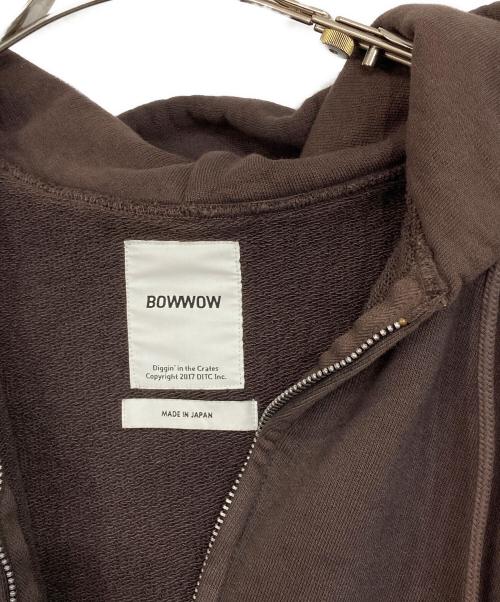 BOWWOW
Diggin' in the Crates
Copyright 2017 DITC Inc.
MADE IN JAPAN